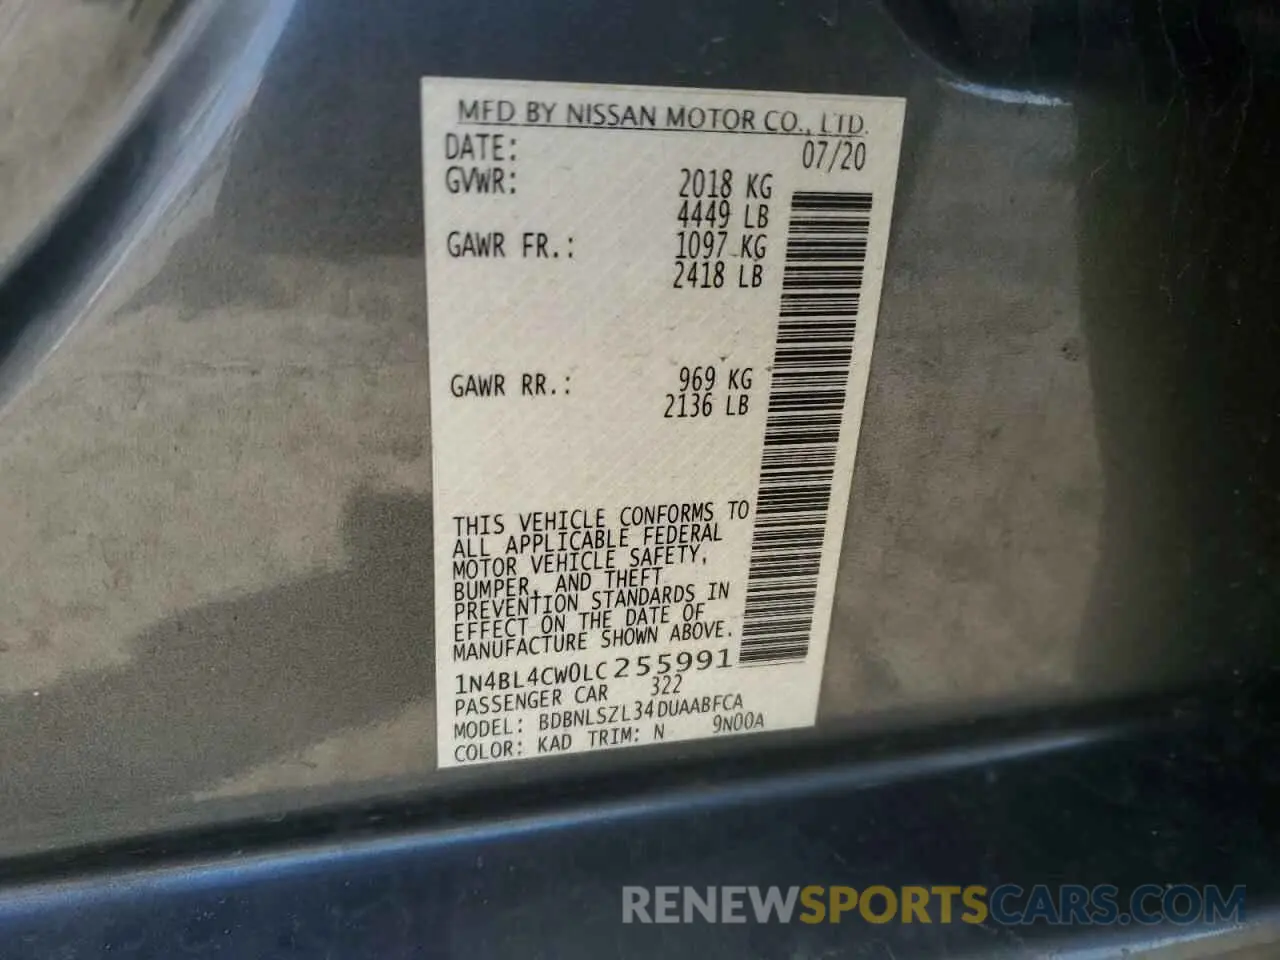 MFD BY NISSAN MOTOR CO., LTD.
DATE: 07/20
GVWR: 2018 KG
4449 LB
GAWR FR.: 1097 KG
2418 LB
GAWR RR.: 969 KG
2136 LB
THIS VEHICLE CONFORMS TO
ALL APPLICABLE FEDERAL
MOTOR VEHICLE SAFETY,
BUMPER, AND THEFT
PREVENTION STANDARDS IN
EFFECT ON THE DATE OF
MANUFACTURE SHOWN ABOVE.
1N4BL4CW0LC255991
PASSENGER CAR 322
MODEL: BDBNLSZL34DUAABFCA
COLOR: KAD TRIM: N 9N00A
RENEWSPORTSCARS.COM